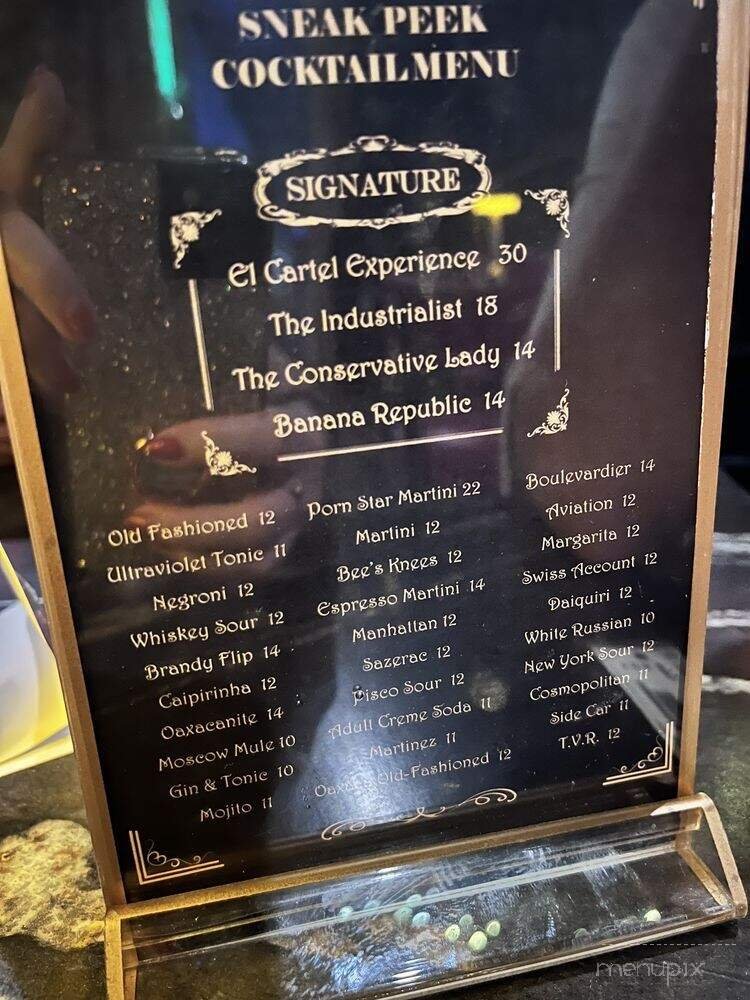 SNEAK PEEK
COCKTAIL MENU
SIGNATURE
El Cartel Experience 30
The Industrialist 18
The Conservative Lady 14
Banana Republic 14
Old Fashioned 12
Ultraviolet Tonic 11
Negroni 12
Whiskey Sour 12
Brandy Flip 14
Caipirinha 12
Oaxacanite 14
Moscow Mule 10
Gin & Tonic 10
Mojito 11
Porn Star Martini 22
Martini 12
Bee's Knees 12
Espresso Martini 14
Manhattan 12
Sazerac 12
Pisco Sour 12
Adult Creme Soda 11
Martinez 11
Old-Fashioned 12
Boulevardier 14
Aviation 12
Margarita 12
Swiss Account 12
Daiquiri 12
White Russian 10
New York Sour 12
Cosmopolitan 11
Side Car 11
T.V.R. 12
menupix